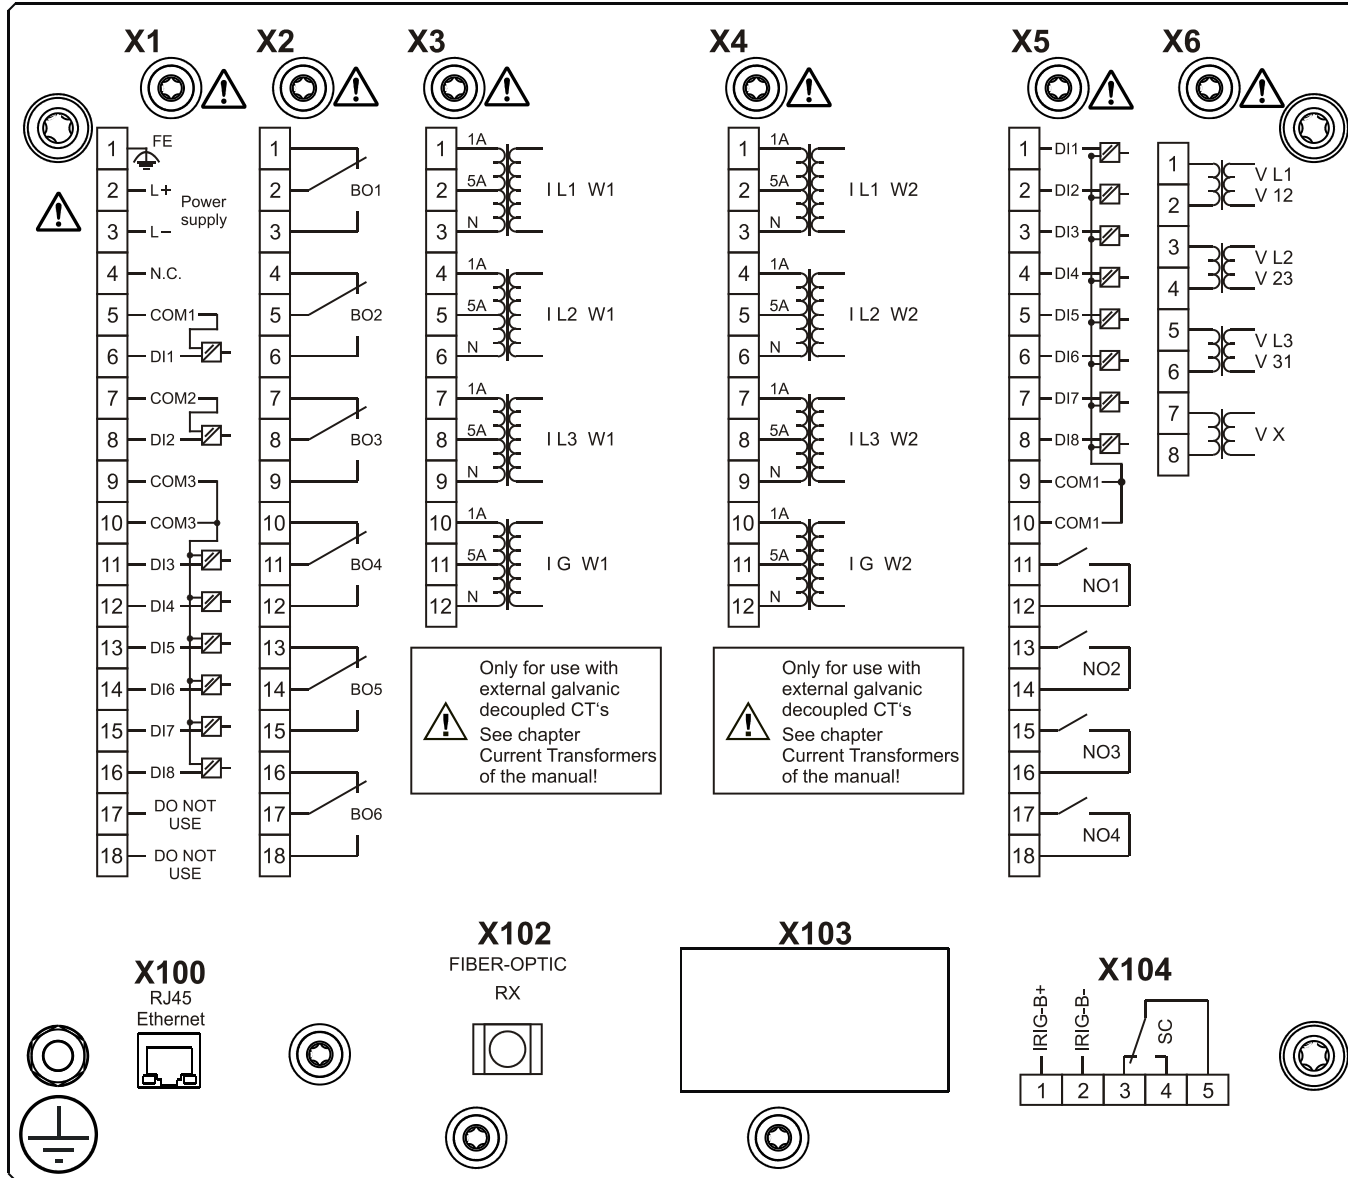 X1
1
FE
2
L+
Power
supply
3
L−
4
N.C.
5
COM1
6
DI1
7
COM2
8
DI2
9
COM3
10
COM3
11
DI3
12
DI4
13
DI5
14
DI6
15
DI7
16
DI8
17
DO NOT
USE
18
DO NOT
USE
X2
1
2
BO1
3
4
5
BO2
6
7
8
BO3
9
10
11
BO4
12
13
14
BO5
15
16
17
BO6
18
X3
1
1A
2
5A
I L1 W1
3
N
4
1A
5
5A
I L2 W1
6
N
7
1A
8
5A
I L3 W1
9
N
10
1A
11
5A
I G W1
12
N
Only for use with
external galvanic
decoupled CT‘s
See chapter
Current Transformers
of the manual!
X4
1
1A
2
5A
I L1 W2
3
N
4
1A
5
5A
I L2 W2
6
N
7
1A
8
5A
I L3 W2
9
N
10
1A
11
5A
I G W2
12
N
Only for use with
external galvanic
decoupled CT‘s
See chapter
Current Transformers
of the manual!
X5
1
DI1
2
DI2
3
DI3
4
DI4
5
DI5
6
DI6
7
DI7
8
DI8
9
COM1
10
COM1
11
NO1
12
13
NO2
14
15
NO3
16
17
NO4
18
X6
1
V L1
V 12
2
3
V L2
V 23
4
5
V L3
V 31
6
7
V X
8
X100
RJ45
Ethernet
X102
FIBER-OPTIC
RX
X103
X104
IRIG-B+
IRIG-B-
SC
1 2 3 4 5